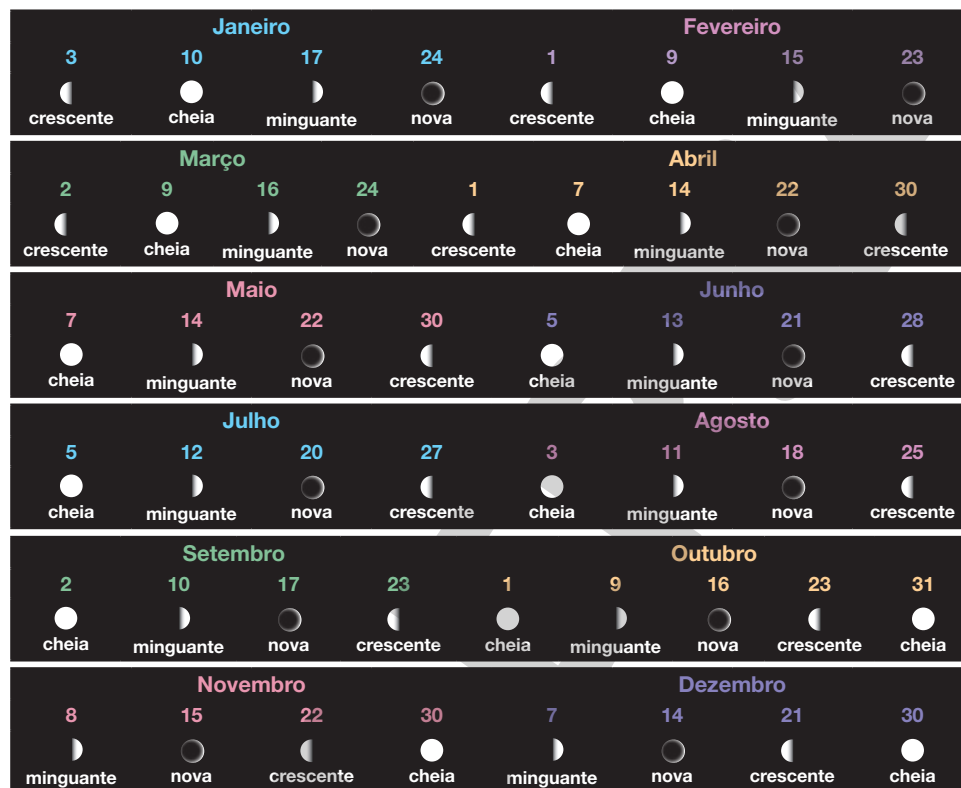 Janeiro Fevereiro
3 10 17 24 1 9 15 23
crescente cheia minguante nova crescente cheia minguante nova
Março Abril
2 9 16 24 1 7 14 22 30
crescente cheia minguante nova crescente cheia minguante nova crescente
Maio Junho
7 14 22 30 5 13 21 28
cheia minguante nova crescente cheia minguante nova crescente
Julho Agosto
5 12 20 27 3 11 18 25
cheia minguante nova crescente cheia minguante nova crescente
Setembro Outubro
2 10 17 23 1 9 16 23 31
cheia minguante nova crescente cheia minguante nova crescente cheia
Novembro Dezembro
8 15 22 30 7 14 21 30
minguante nova crescente cheia minguante nova crescente cheia